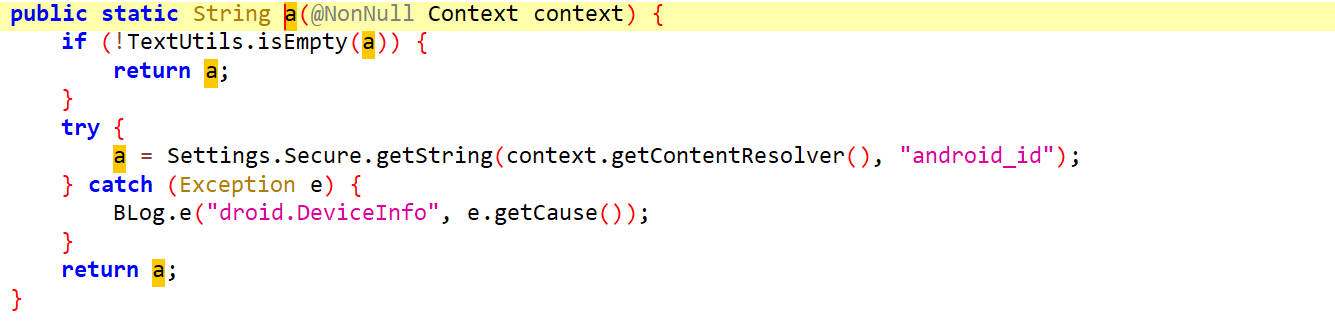 public static String a(@NonNull Context context) {
if (!TextUtils.isEmpty(a)) {
return a;
}
try {
a = Settings.Secure.getString(context.getContentResolver(), "android_id");
} catch (Exception e) {
BLog.e("droid.DeviceInfo", e.getCause());
}
return a;
}